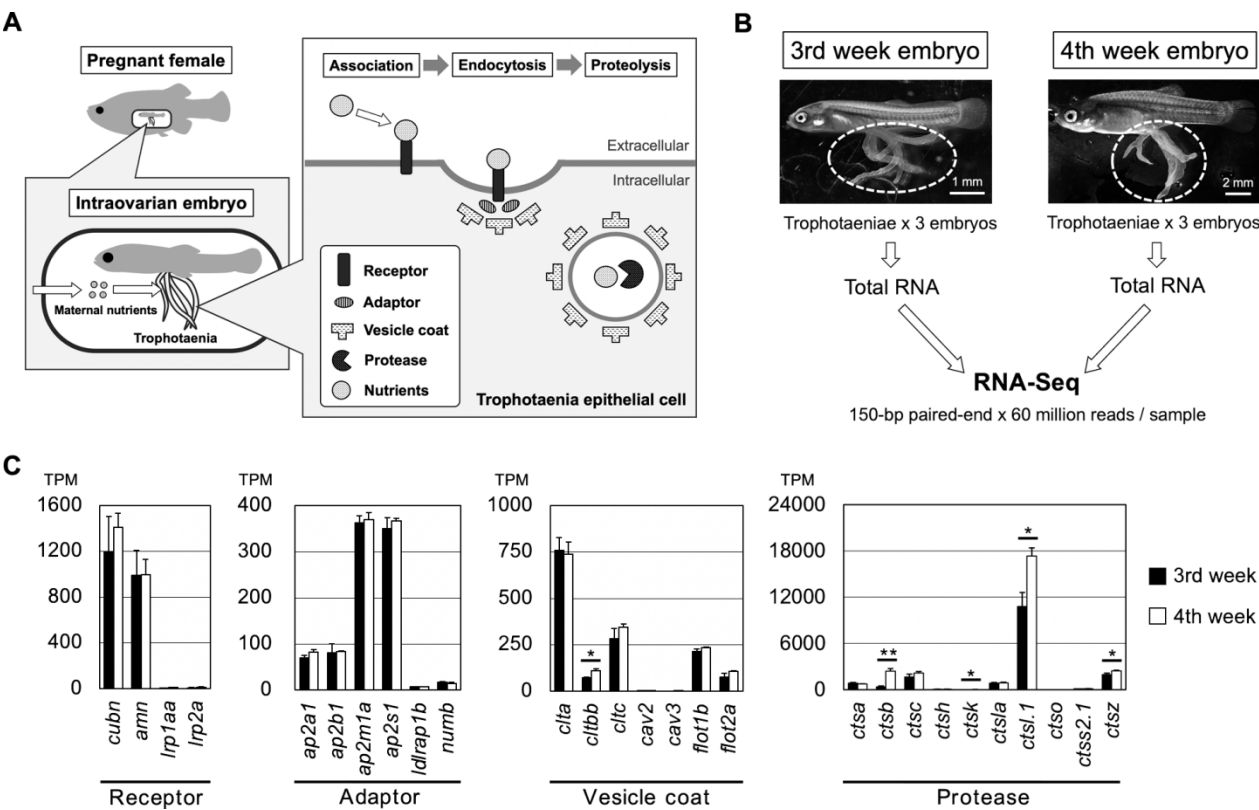 A
Pregnant female
Intraovarian embryo
Maternal nutrients
Trophotaenia
Association
Endocytosis
Proteolysis
Extracellular
Intracellular
Receptor
Adaptor
Vesicle coat
Protease
Nutrients
Trophotaenia epithelial cell
B
3rd week embryo
4th week embryo
1 mm
2 mm
Trophotaeniae x 3 embryos
Trophotaeniae x 3 embryos
Total RNA
Total RNA
RNA-Seq
150-bp paired-end x 60 million reads / sample
C
TPM
1600
1200
800
400
0
cubn
amn
lrp1aa
lrp2a
Receptor
TPM
400
300
200
100
0
ap2a1
ap2b1
ap2m1a
ap2s1
ldlrap1b
numb
Adaptor
TPM
1000
750
500
250
0
*
clta
cltbb
cltc
cav2
cav3
flot1b
flot2a
Vesicle coat
TPM
24000
18000
12000
6000
0
**
*
*
*
ctsa
ctsb
ctsc
ctsh
ctsk
ctsla
ctsl.1
ctso
ctss2.1
ctsz
Protease
3rd week
4th week